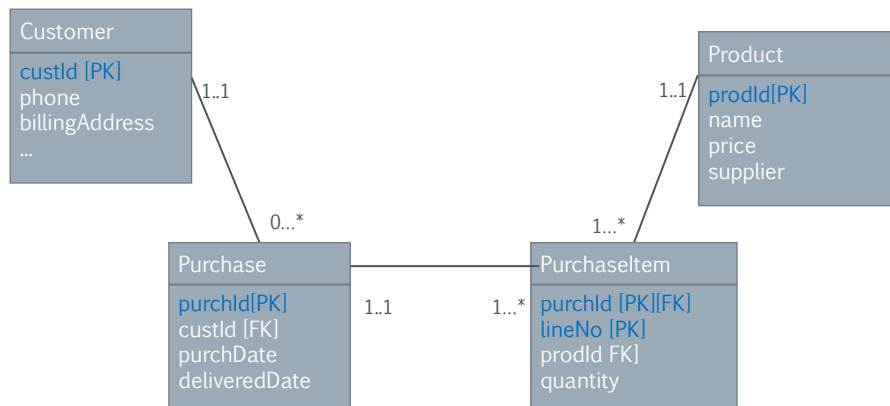 Customer
custId [PK]
phone
billingAddress
...
1..1
0...*
Product
prodId[PK]
name
price
supplier
1..1
1...*
Purchase
purchId[PK]
custId [FK]
purchDate
deliveredDate
1..1
1...*
PurchaseItem
purchId [PK][FK]
lineNo [PK]
prodId FK]
quantity